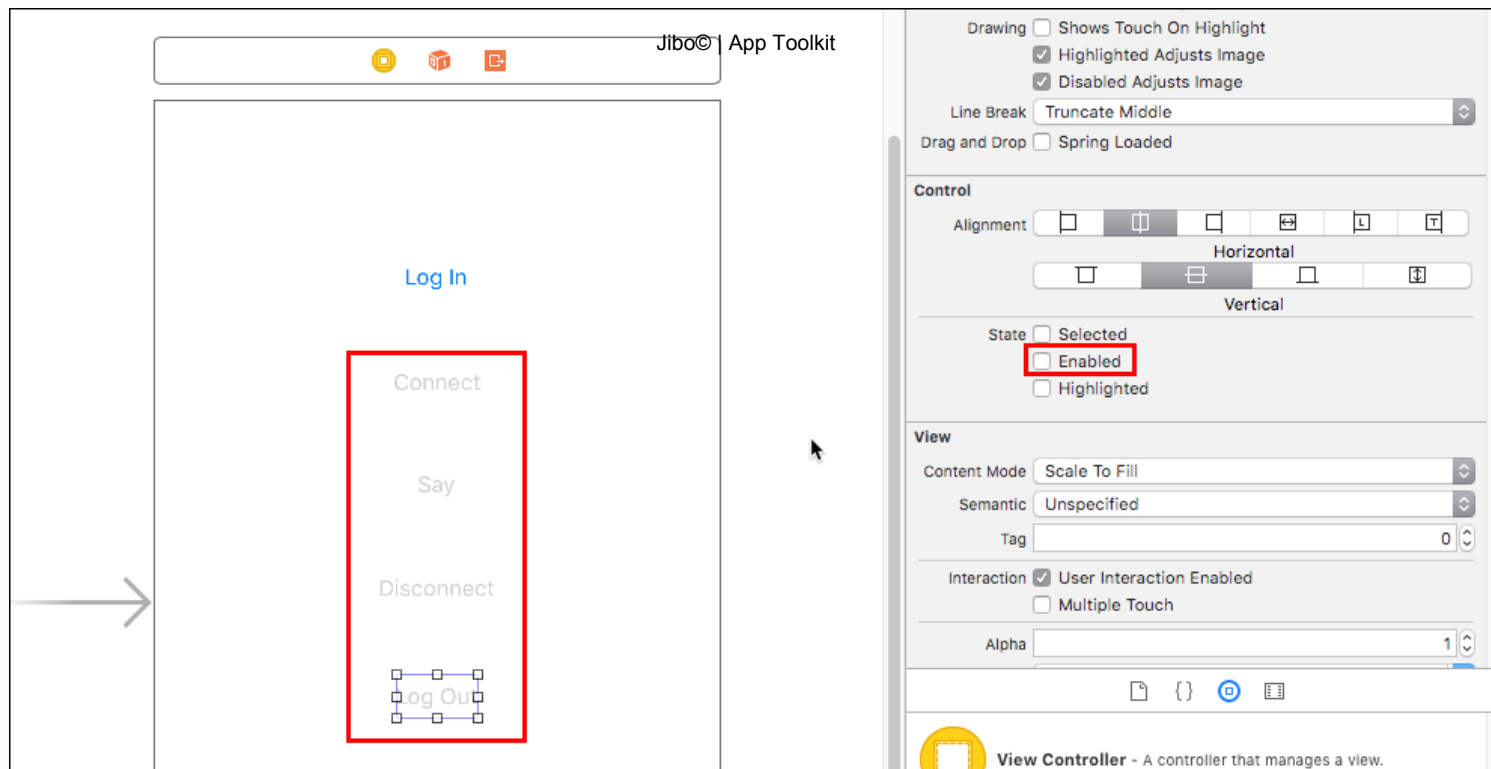 Jibo© | App Toolkit
Log In
Connect
Say
Disconnect
Log Out
Drawing Shows Touch On Highlight
Highlighted Adjusts Image
Disabled Adjusts Image
Line Break Truncate Middle
Drag and Drop Spring Loaded
Control
Alignment
L T
Horizontal
Vertical
State Selected
Enabled
Highlighted
View
Content Mode Scale To Fill
Semantic Unspecified
Tag 0
Interaction User Interaction Enabled
Multiple Touch
Alpha 1
{ }
View Controller - A controller that manages a view.